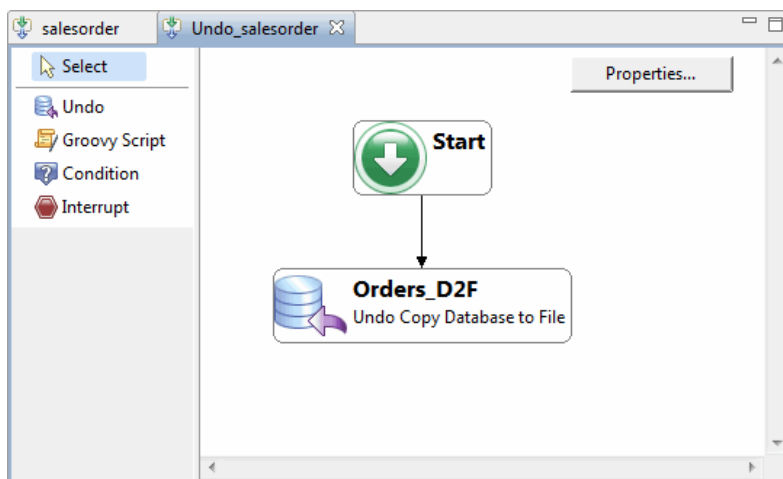 salesorder
Undo_salesorder
Select
Properties...
Undo
Groovy Script
Condition
Interrupt
Start
Orders_D2F
Undo Copy Database to File